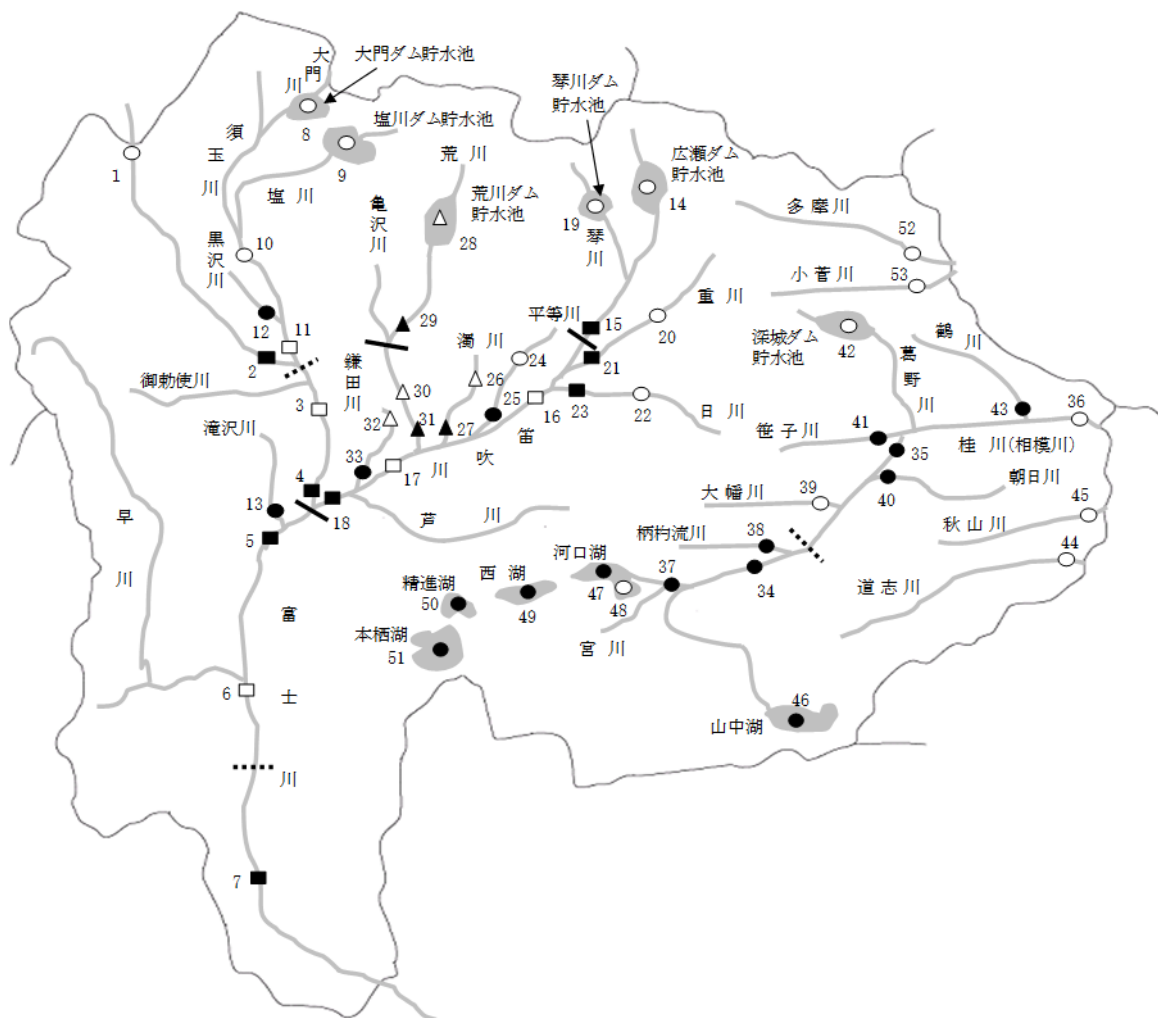 大門川
大門ダム貯水池
琴川ダム
貯水池
須玉川
8
塩川ダム貯水池
9
塩川
荒川
荒川ダム
貯水池
28
亀沢川
広瀬ダム
貯水池
14
19
琴川
多摩川
52
小菅川
53
1
10
黒沢川
12
11
2
御勅使川
3
29
鎌田川
30
32
31
濁川
26
27
平等川
24
25
15
21
重川
20
16
23
22
日川
深城ダム
貯水池
42
葛野川
鶴川
43
36
笹子川
41
35
桂川(相模川)
朝日川
40
滝沢川
13
4
5
18
33
17
笛吹川
芦川
大幡川
39
柄杓流川
38
34
秋山川
45
44
道志川
早川
富士川
6
7
精進湖
50
本栖湖
51
西湖
49
河口湖
47
48
37
宮川
46
山中湖